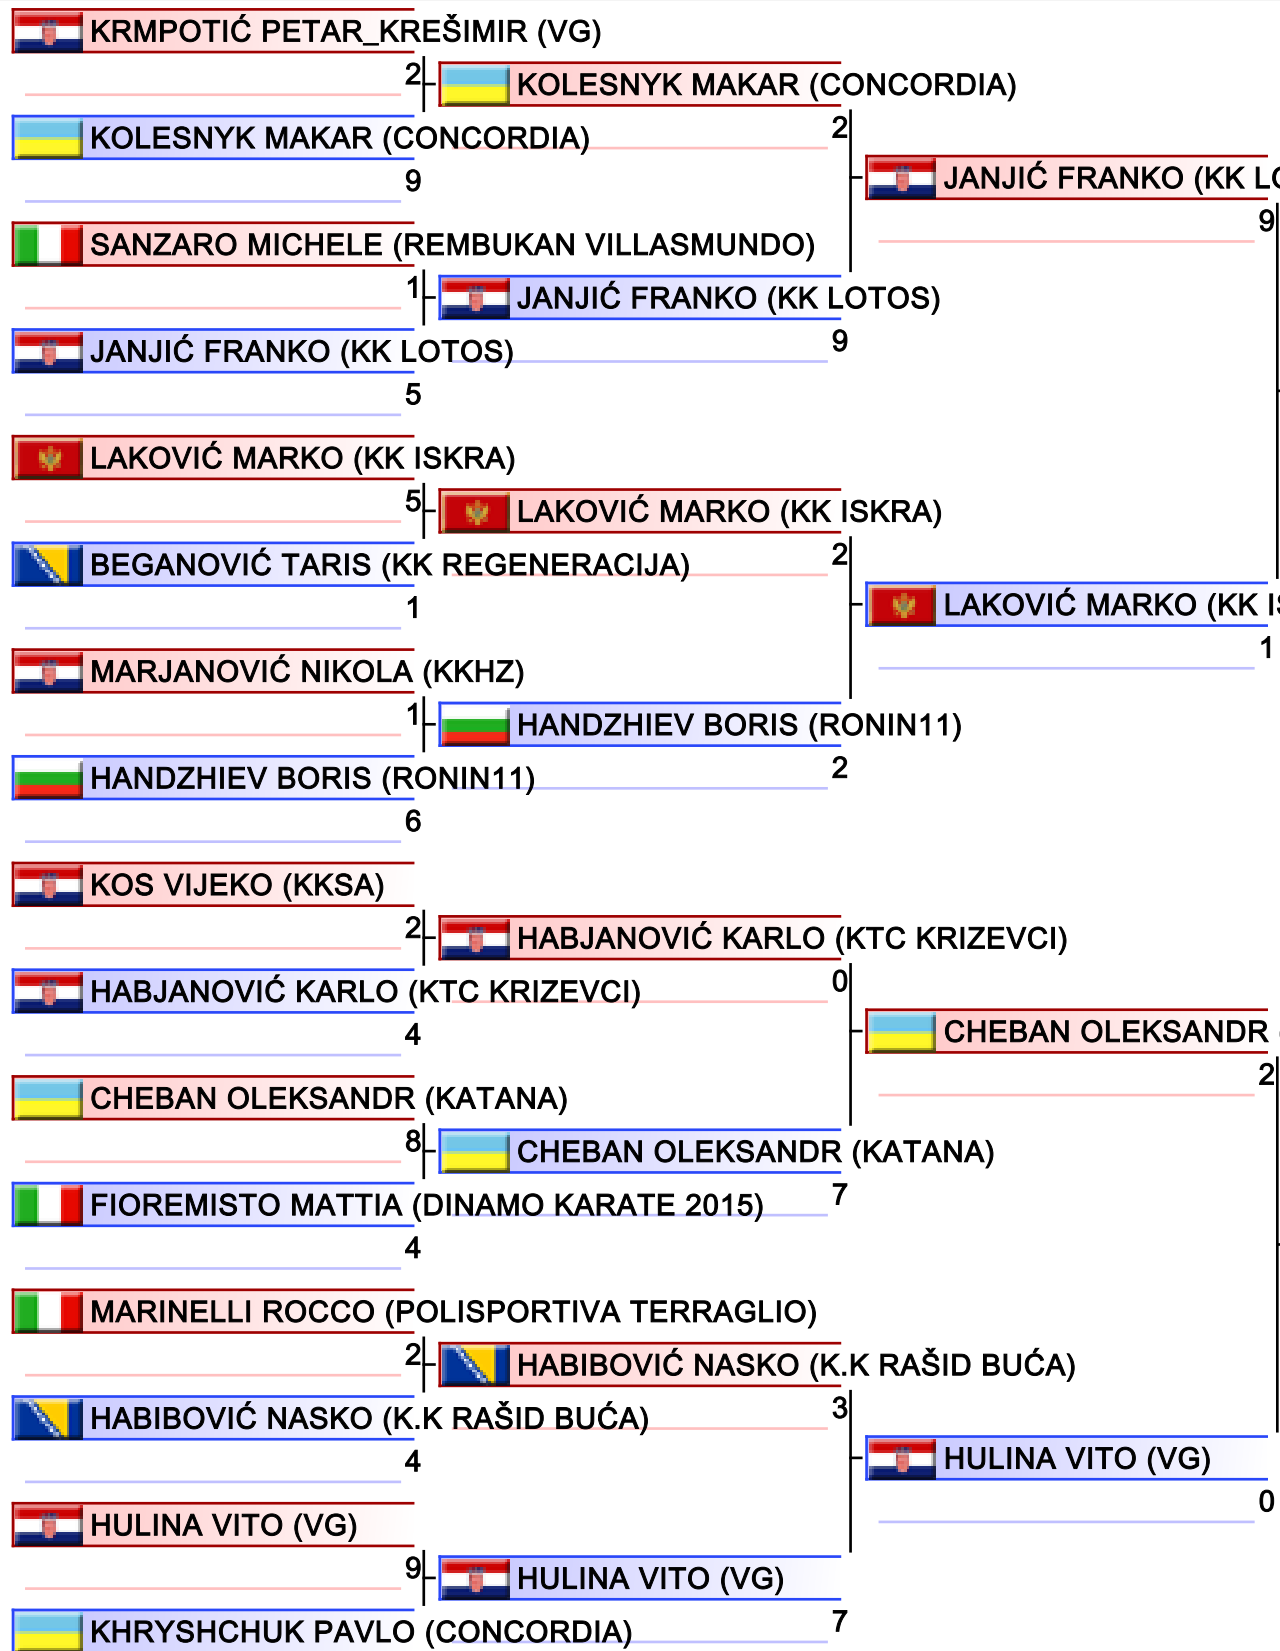 KRMPOTIĆ PETAR_KREŠIMIR (VG)
2
KOLESNYK MAKAR (CONCORDIA)
KOLESNYK MAKAR (CONCORDIA)
2
9
JANJIĆ FRANKO (KK
9
SANZARO MICHELE (REMBUKAN VILLASMUNDO)
1
JANJIĆ FRANKO (KK LOTOS)
JANJIĆ FRANKO (KK LOTOS)
9
5
LAKOVIĆ MARKO (KK ISKRA)
5
LAKOVIĆ MARKO (KK ISKRA)
BEGANOVIĆ TARIS (KK REGENERACIJA)
2
1
LAKOVIĆ MARKO (KK
1
MARJANOVIĆ NIKOLA (KKHZ)
1
HANDZHIEV BORIS (RONIN11)
HANDZHIEV BORIS (RONIN11)
2
6
KOS VIJEKO (KKSA)
2
HABJANOVIĆ KARLO (KTC KRIZEVCI)
HABJANOVIĆ KARLO (KTC KRIZEVCI)
0
4
CHEBAN OLEKSANDR
2
CHEBAN OLEKSANDR (KATANA)
8
CHEBAN OLEKSANDR (KATANA)
FIOREMISTO MATTIA (DINAMO KARATE 2015)
7
4
MARINELLI ROCCO (POLISPORTIVA TERRAGLIO)
2
HABIBOVIĆ NASKO (K.K RAŠID BUĆA)
HABIBOVIĆ NASKO (K.K RAŠID BUĆA)
3
4
HULINA VITO (VG)
0
HULINA VITO (VG)
9
HULINA VITO (VG)
KHRYSHCHUK PAVLO (CONCORDIA)
7